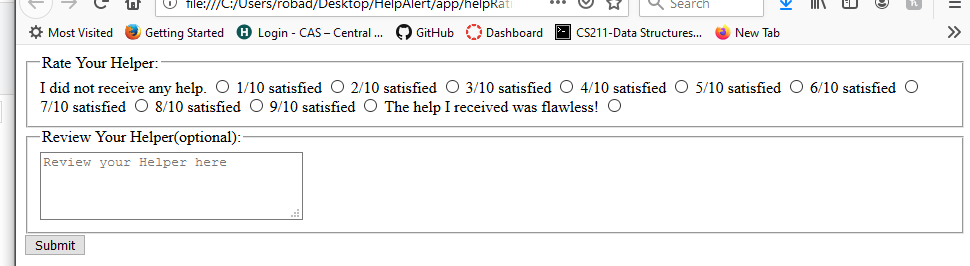 file:///C:/Users/robad/Desktop/HelpAlert/app/helpRati
Search
Most Visited Getting Started Login - CAS – Central ... GitHub Dashboard CS211-Data Structures... New Tab
Rate Your Helper:
I did not receive any help. 1/10 satisfied 2/10 satisfied 3/10 satisfied 4/10 satisfied 5/10 satisfied 6/10 satisfied
7/10 satisfied 8/10 satisfied 9/10 satisfied The help I received was flawless!
Review Your Helper(optional):
Review your Helper here
Submit